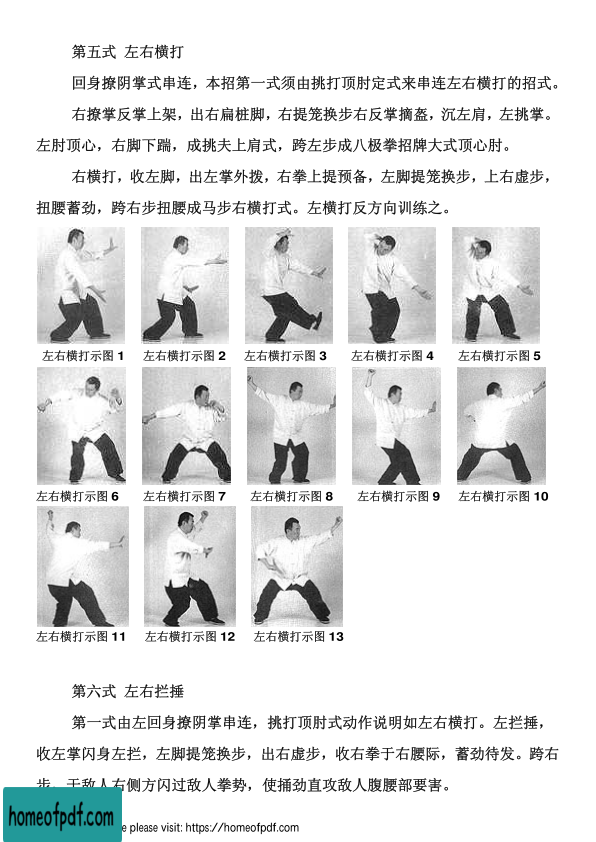 第五式 左右横打
回身撩阴掌式串连，本招第一式须由挑打顶肘定式来串连左右横打的招式。
右撩掌反掌上架，出右扁桩脚，右提笼换步右反掌摘盔，沉左肩，左挑掌。
左肘顶心，右脚下踹，成挑夫上肩式，跨左步成八极拳招牌大式顶心肘。
右横打，收左脚，出左掌外拨，右拳上提预备，左脚提笼换步，上右虚步，
扭腰蓄劲，跨右步扭腰成马步右横打式。左横打反方向训练之。
左右横打示图 1 左右横打示图 2 左右横打示图 3 左右横打示图 4 左右横打示图 5
左右横打示图 6 左右横打示图 7 左右横打示图 8 左右横打示图 9 左右横打示图 10
左右横打示图 11 左右横打示图 12 左右横打示图 13
第六式 左右拦捶
第一式由左回身撩阴掌串连，挑打顶肘式动作说明如左右横打。左拦捶，
收左掌闪身左拦，左脚提笼换步，出右虚步，收右拳于右腰际，蓄劲待发。跨右
步，于敌人右侧方闪过敌人拳势，使捅劲直攻敌人腹腰部要害。
homeofpdf.com
please visit: https://homeofpdf.com